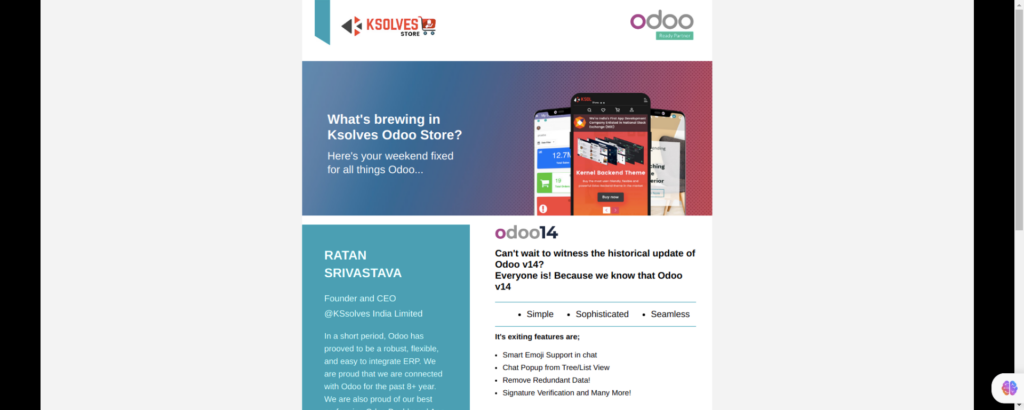 KSOLVES
STORE
odoo
Ready Partner
What's brewing in
Ksolves Odoo Store?
Here's your weekend fixed
for all things Odoo...
12.7
Kernel Backend Theme
Buy now
odoo14
Can't wait to witness the historical update of
Odoo v14?
Everyone is! Because we know that Odoo
v14
• Simple • Sophisticated • Seamless
It's exiting features are;
• Smart Emoji Support in chat
• Chat Popup from Tree/List View
• Remove Redundant Data!
• Signature Verification and Many More!
RATAN
SRIVASTAVA
Founder and CEO
@KSsolves India Limited
In a short period, Odoo has
prooved to be a robust, flexible,
and easy to integrate ERP. We
are proud that we are connected
with Odoo for the past 8+ year.
We are also proud of our best